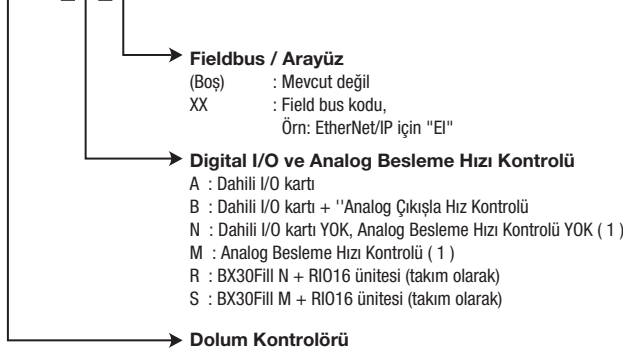 Fieldbus / Arayüz
(Boş) : Mevcut değil
XX : Field bus kodu,
Örn: EtherNet/IP için "EI"
Digital I/O ve Analog Besleme Hızı Kontrolü
A : Dahili I/O kartı
B : Dahili I/O kartı + ''Analog Çıkışla Hız Kontrolü
N : Dahili I/O kartı YOK, Analog Besleme Hızı Kontrolü YOK ( 1 )
M : Analog Besleme Hızı Kontrolü ( 1 )
R : BX30Fill N + RIO16 ünitesi (takım olarak)
S : BX30Fill M + RIO16 ünitesi (takım olarak)
Dolum Kontrolörü